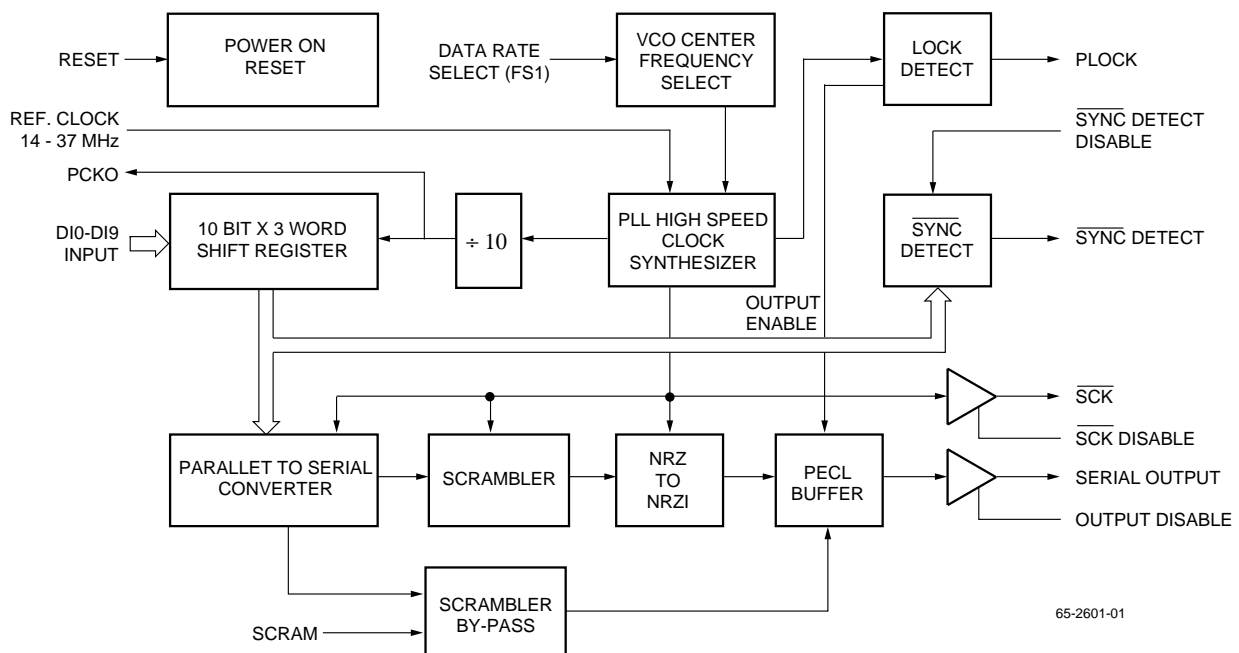 RESET
POWER ON
RESET
DATA RATE
SELECT (FS1)
VCO CENTER
FREQUENCY
SELECT
LOCK
DETECT
PLOCK
REF. CLOCK
14 - 37 MHz
SYNC DETECT
DISABLE
PCKO
DI0-DI9
INPUT
10 BIT X 3 WORD
SHIFT REGISTER
÷ 10
PLL HIGH SPEED
CLOCK
SYNTHESIZER
SYNC
DETECT
SYNC DETECT
OUTPUT
ENABLE
SCK
SCK DISABLE
PARALLET TO SERIAL
CONVERTER
SCRAMBLER
NRZ
TO
NRZI
PECL
BUFFER
SERIAL OUTPUT
OUTPUT DISABLE
SCRAM
SCRAMBLER
BY-PASS
65-2601-01